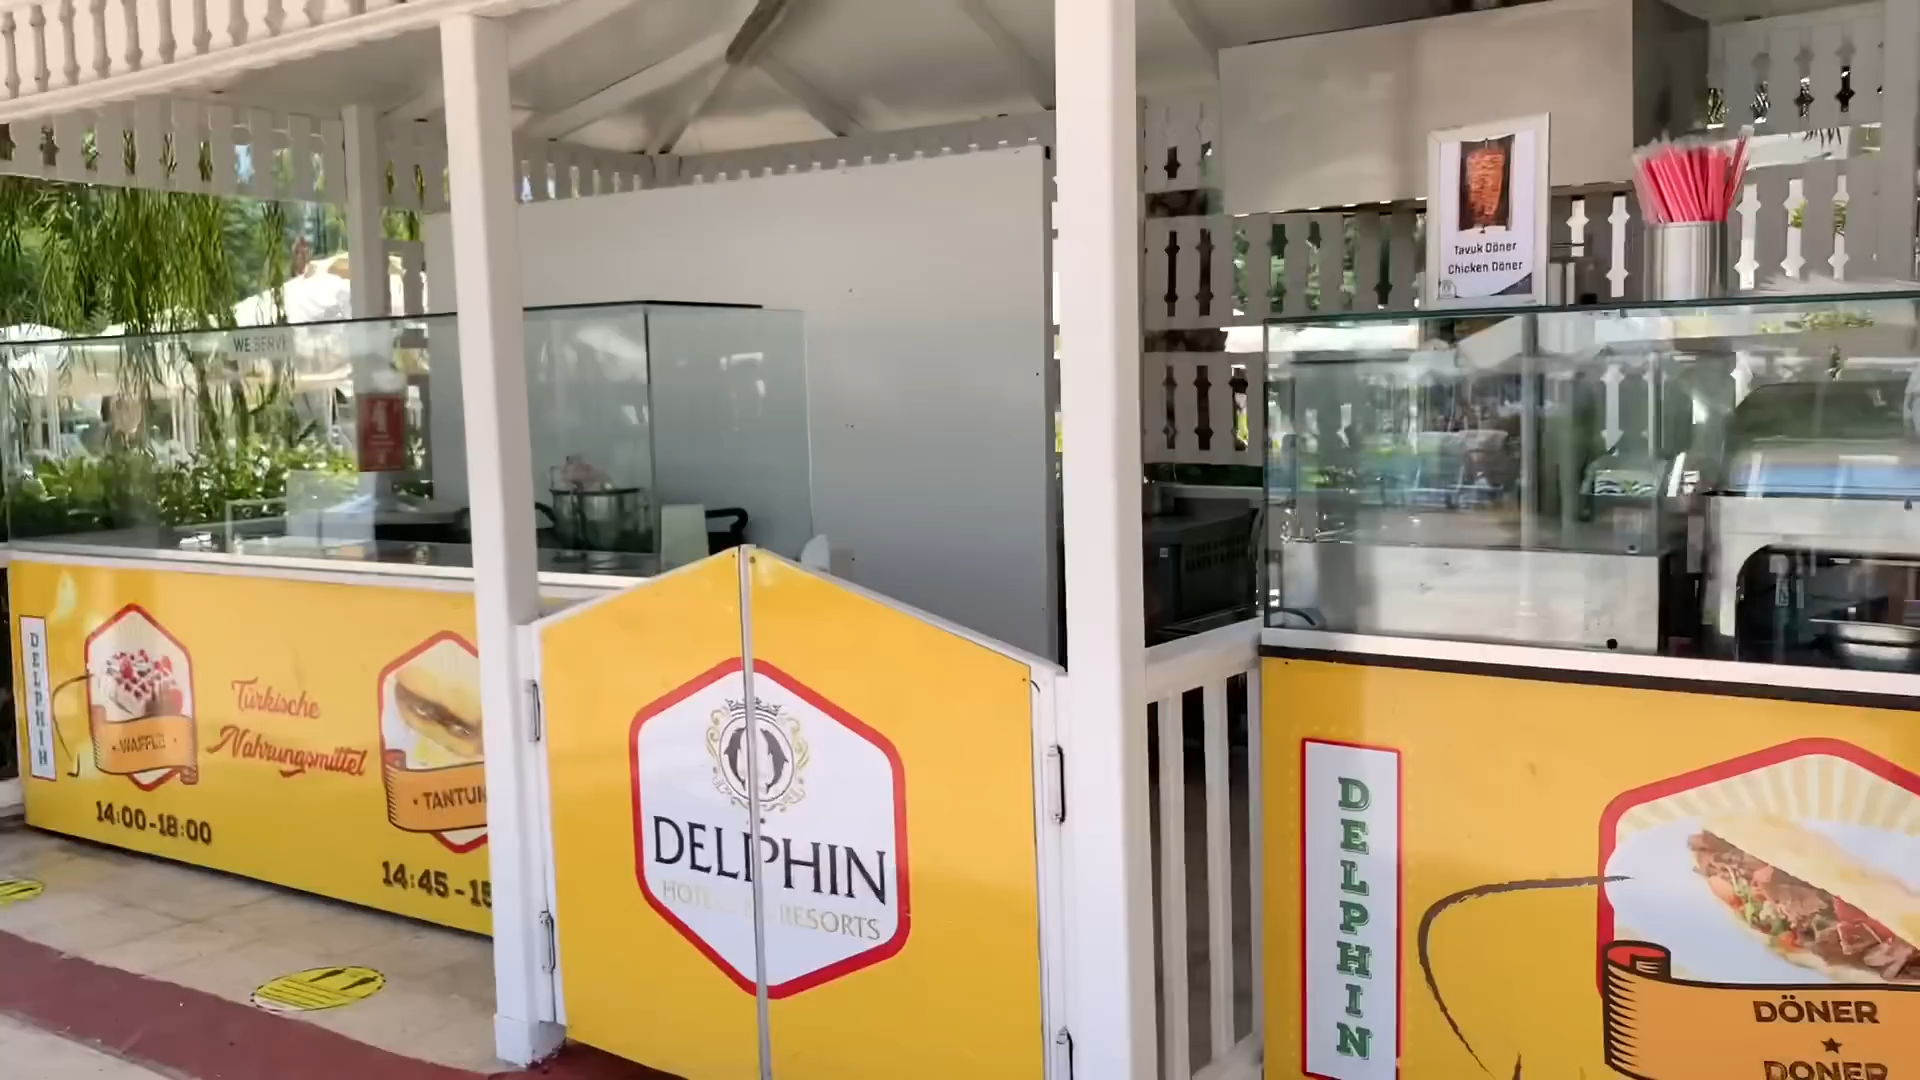 WE SERVE
Tavuk Döner
Chicken Döner
DELPHIN
WAFFLE
Türkische
Nahrungsmittel
14:00-18:00
TANTUN
14:45-15
DELPHIN
RESORTS
DELPHIN
DÖNER
DONER